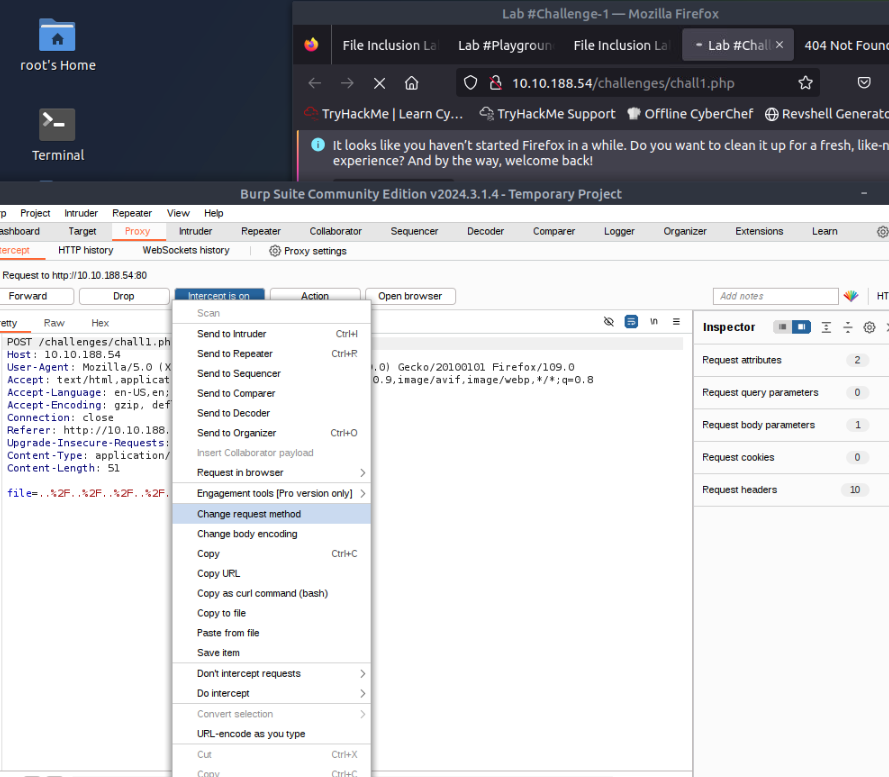 Lab #Challenge-1 — Mozilla Firefox
root's Home
File Inclusion La
Lab #Playgroun
File Inclusion La
Lab #Chall
404 Not Foun
10.10.188.54/challenges/chall1.php
Terminal
TryHackMe | Learn Cy...
TryHackMe Support
Offline CyberChef
Revshell Generato
It looks like you haven't started Firefox in a while. Do you want to clean it up for a fresh, like-n
experience? And by the way, welcome back!
Burp Suite Community Edition v2024.3.1.4 - Temporary Project
rp Project Intruder Repeater View Help
ashboard Target Proxy Intruder Repeater Collaborator Sequencer Decoder Comparer Logger Organizer Extensions Learn
tercept HTTP history WebSockets history Proxy settings
Request to http://10.10.188.54:80
Forward Drop Intercept is on Action Open browser Add notes HT
etty Raw Hex \n
POST /challenges/chall1.ph
Host: 10.10.188.54
User-Agent: Mozilla/5.0 (X
.0) Gecko/20100101 Firefox/109.0
Accept: text/html,applicat
0.9,image/avif,image/webp,*/*;q=0.8
Accept-Language: en-US,en;
Accept-Encoding: gzip, def
Connection: close
Referer: http://10.10.188.
Upgrade-Insecure-Requests:
Content-Type: application/
Content-Length: 51
file=..%2F..%2F..%2F..%2F.
Scan
Send to Intruder Ctrl+I
Send to Repeater Ctrl+R
Send to Sequencer
Send to Comparer
Send to Decoder
Send to Organizer Ctrl+O
Insert Collaborator payload
Request in browser
Engagement tools [Pro version only]
Change request method
Change body encoding
Copy Ctrl+C
Copy URL
Copy as curl command (bash)
Copy to file
Paste from file
Save item
Don't intercept requests
Do intercept
Convert selection
URL-encode as you type
Cut Ctrl+X
Copy Ctrl+C
Inspector
Request attributes 2
Request query parameters 0
Request body parameters 1
Request cookies 0
Request headers 10